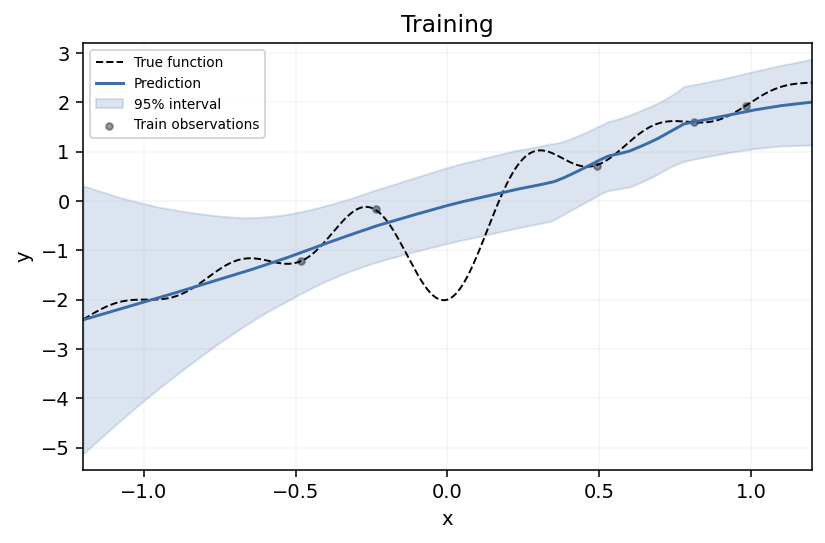 Training
True function
Prediction
95% interval
Train observations
3
2
1
0
−1
−2
−3
−4
−5
y
−1.0 −0.5 0.0 0.5 1.0
x